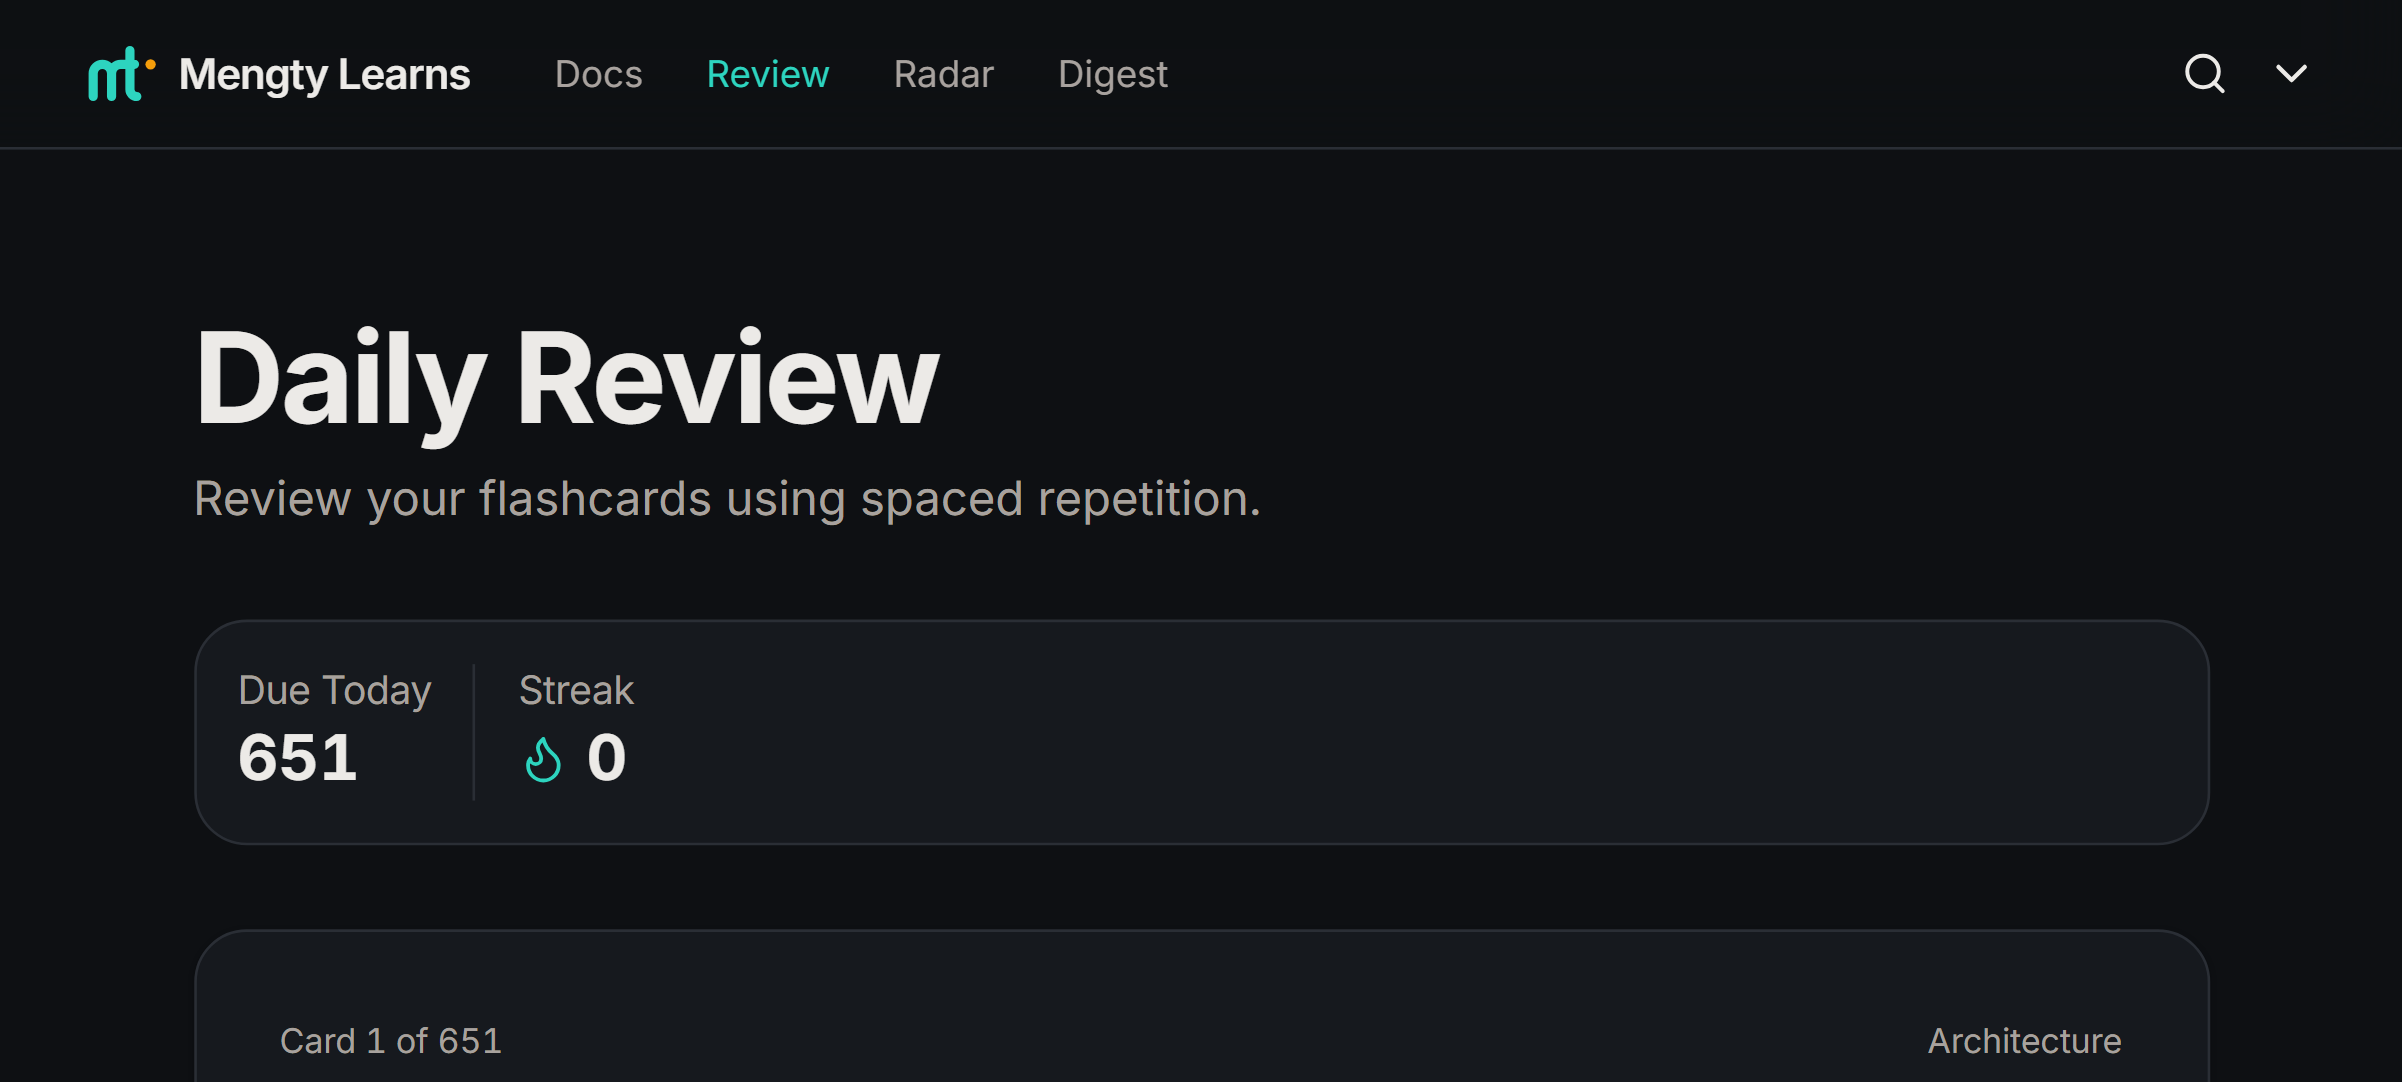 mt Mengty Learns Docs Review Radar Digest
Daily Review
Review your flashcards using spaced repetition.
Due Today Streak
651 0
Card 1 of 651 Architecture